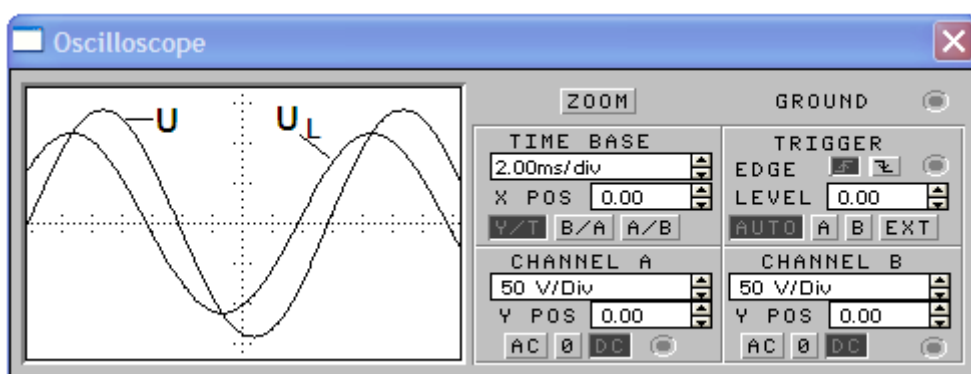 Oscilloscope
U
U L
ZOOM
GROUND
TIME BASE
2.00ms/div
X POS 0.00
Y/T B/A A/B
TRIGGER
EDGE
LEVEL 0.00
AUTO A B EXT
CHANNEL A
50 V/Div
Y POS 0.00
AC 0 DC
CHANNEL B
50 V/Div
Y POS 0.00
AC 0 DC